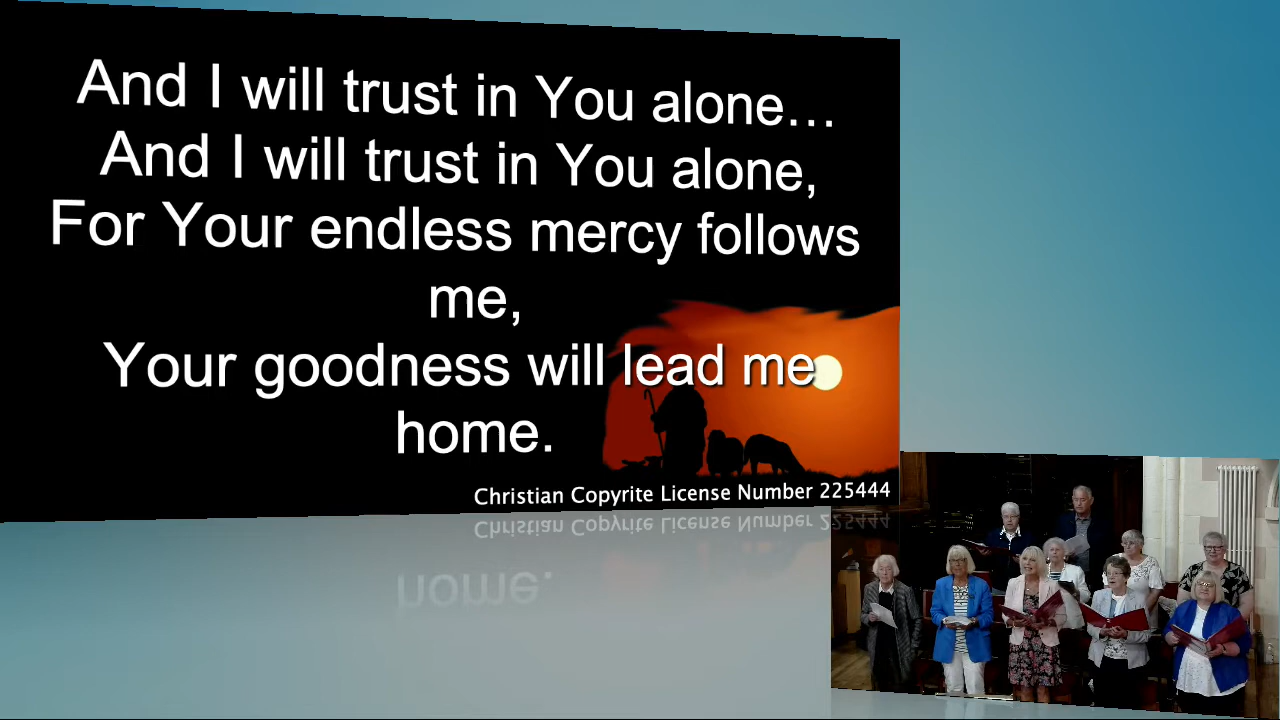 And I will trust in You alone…
And I will trust in You alone,
For Your endless mercy follows
me,
Your goodness will lead me
home.
Christian Copyrite License Number 225444